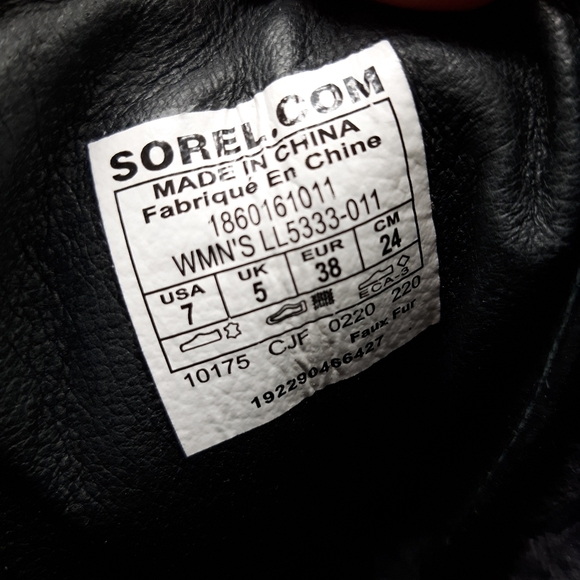 SOREL.COM
MADE IN CHINA
Fabriqué En Chine
1860161011
WMN'S LL5333-011
USA UK EUR CM
7 5 38 24
ECA-3
10175 CJF 0220 220
Faux Fur
192290466427